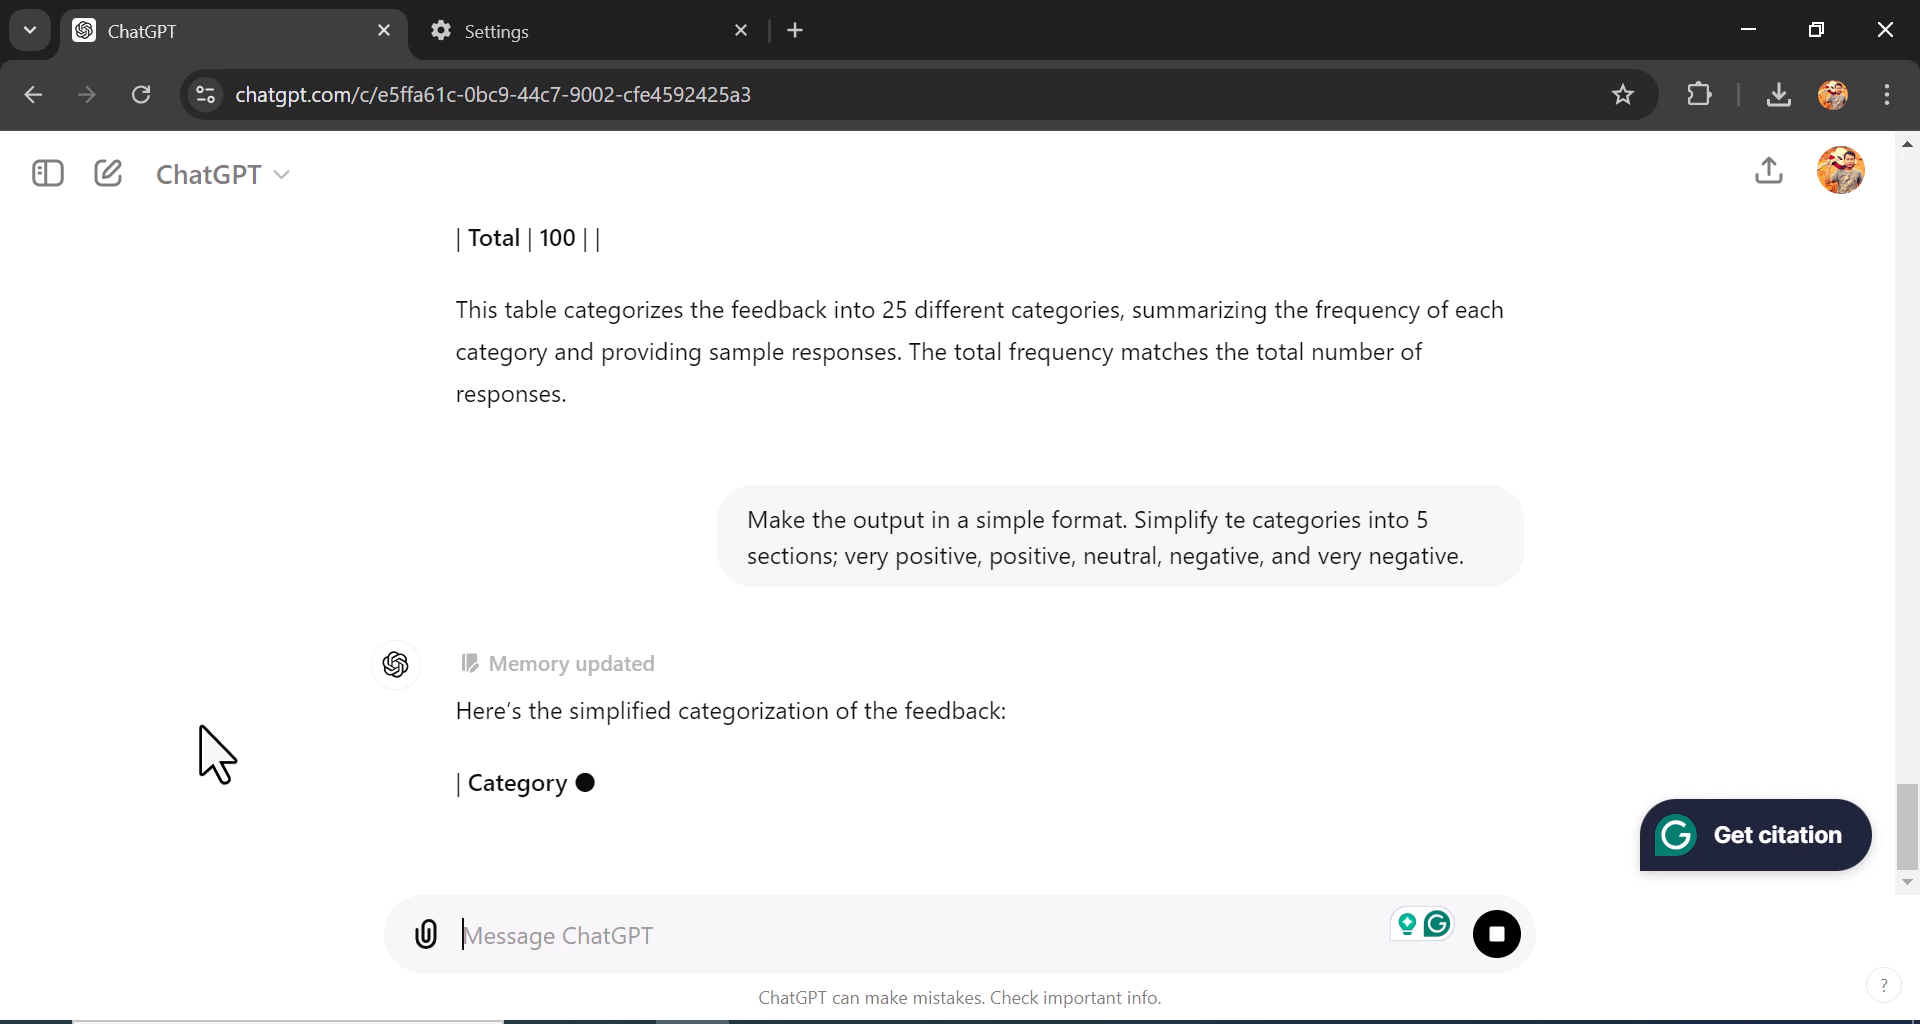 ChatGPT
Settings
chatgpt.com/c/e5ffa61c-0bc9-44c7-9002-cfe4592425a3
ChatGPT
| Total | 100 | |
This table categorizes the feedback into 25 different categories, summarizing the frequency of each
category and providing sample responses. The total frequency matches the total number of
responses.
Make the output in a simple format. Simplify te categories into 5
sections; very positive, positive, neutral, negative, and very negative.
Memory updated
Here's the simplified categorization of the feedback:
| Category
Get citation
Message ChatGPT
ChatGPT can make mistakes. Check important info.
?